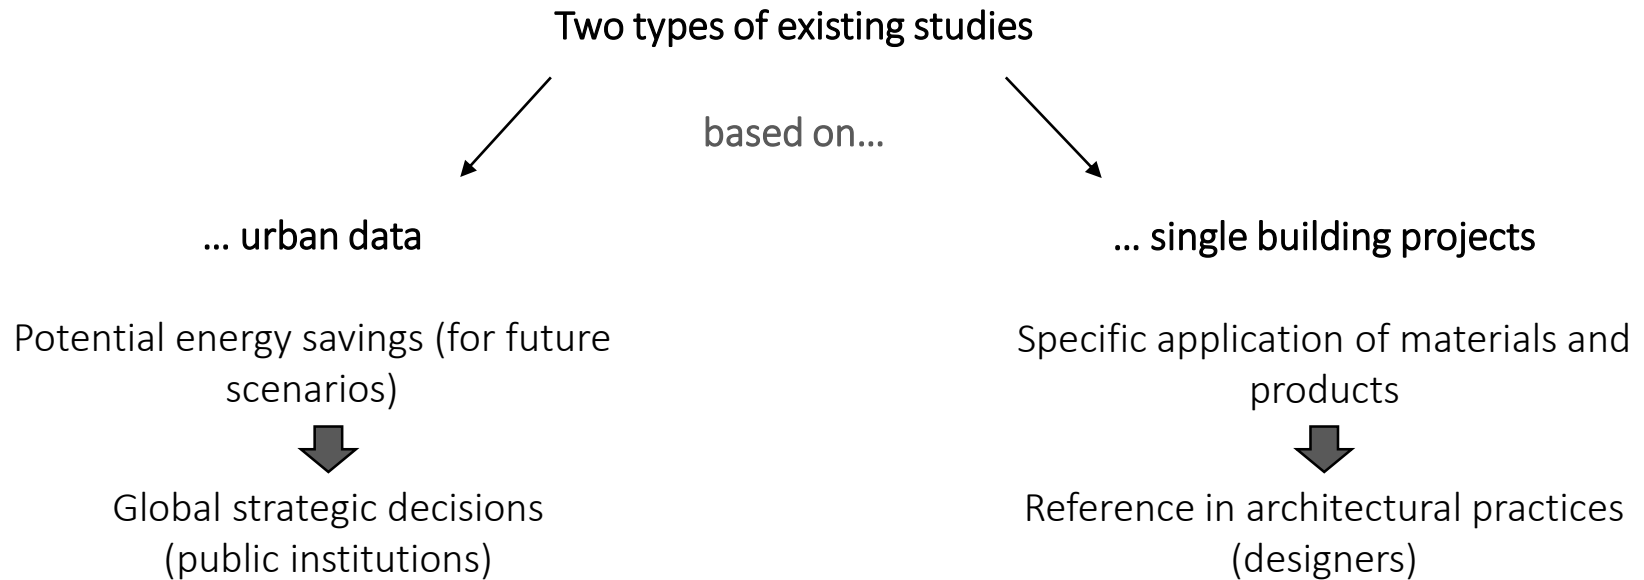 Two types of existing studies
based on…
… urban data
… single building projects
Potential energy savings (for future
scenarios)
Specific application of materials and
products
Global strategic decisions
(public institutions)
Reference in architectural practices
(designers)